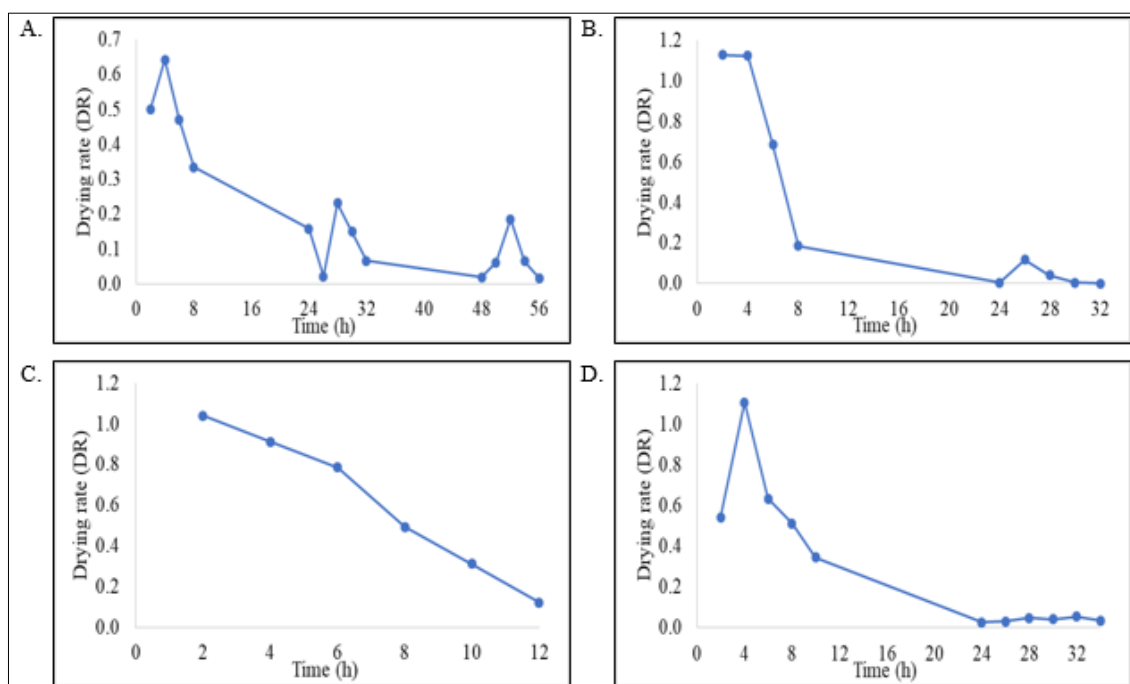 A.
Drying rate (DR)
0.7
0.6
0.5
0.4
0.3
0.2
0.1
0.0
0 8 16 24 32 40 48 56
Time (h)
B.
Drying rate (DR)
1.2
1.0
0.8
0.6
0.4
0.2
0.0
0 4 8 12 16 20 24 28 32
Time (h)
C.
Drying rate (DR)
1.2
1.0
0.8
0.6
0.4
0.2
0.0
0 2 4 6 8 10 12
Time (h)
D.
Drying rate (DR)
1.2
1.0
0.8
0.6
0.4
0.2
0.0
0 4 8 12 16 20 24 28 32
Time (h)